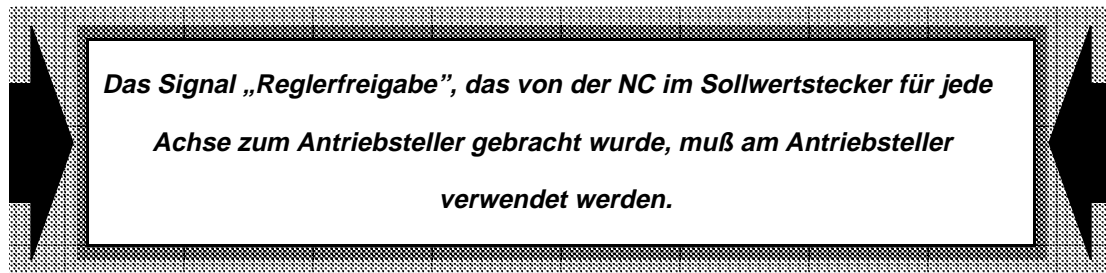 Das Signal „Reglerfreigabe”, das von der NC im Sollwertstecker für jede
Achse zum Antriebsteller gebracht wurde, muß am Antriebsteller
verwendet werden.